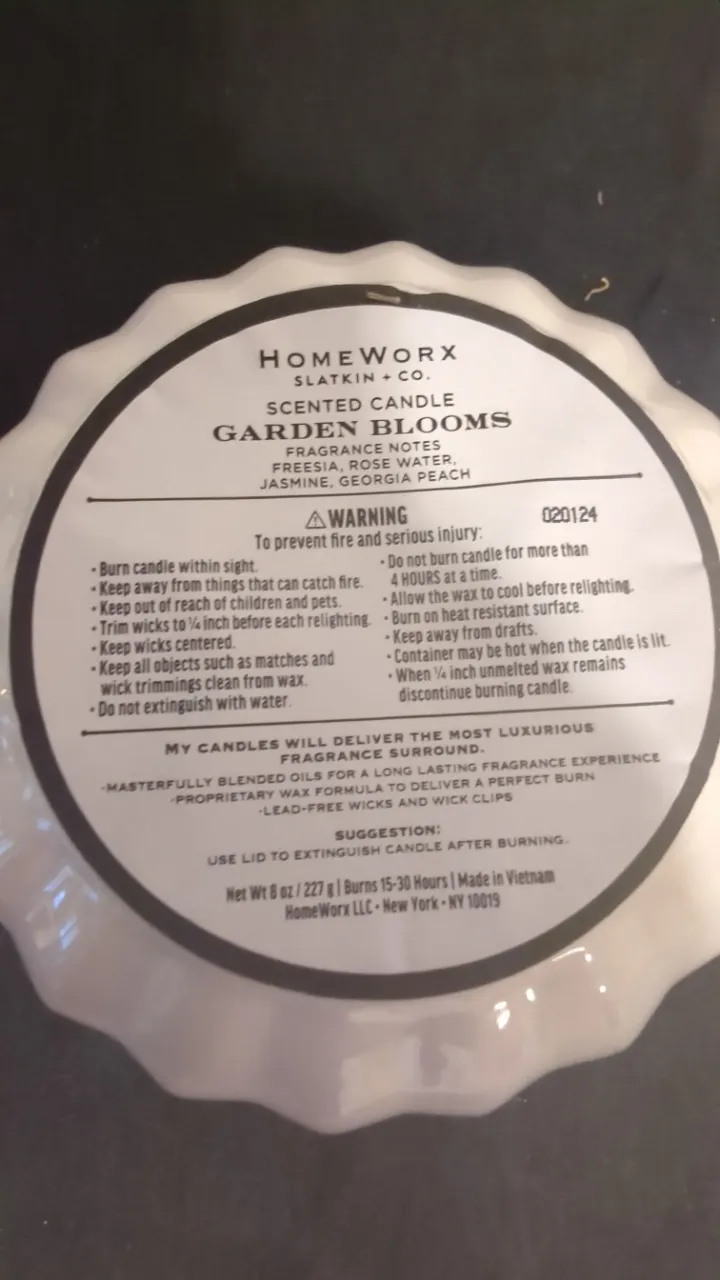 HOMEWORX
SLATKIN + CO.
SCENTED CANDLE
GARDEN BLOOMS
FRAGRANCE NOTES
FREESIA, ROSE WATER,
JASMINE, GEORGIA PEACH
⚠WARNING
020124
To prevent fire and serious injury:
• Burn candle within sight.
• Keep away from things that can catch fire.
• Keep out of reach of children and pets.
• Trim wicks to ¼ inch before each relighting.
• Keep wicks centered.
• Keep all objects such as matches and
wick trimmings clean from wax.
• Do not extinguish with water.
• Do not burn candle for more than
4 HOURS at a time.
• Allow the wax to cool before relighting.
• Burn on heat resistant surface.
• Keep away from drafts.
• Container may be hot when the candle is lit.
• When ¼ inch unmelted wax remains
discontinue burning candle.
MY CANDLES WILL DELIVER THE MOST LUXURIOUS
FRAGRANCE SURROUND.
•MASTERFULLY BLENDED OILS FOR A LONG LASTING FRAGRANCE EXPERIENCE
•PROPRIETARY WAX FORMULA TO DELIVER A PERFECT BURN
•LEAD-FREE WICKS AND WICK CLIPS
SUGGESTION:
USE LID TO EXTINGUISH CANDLE AFTER BURNING.
Net Wt 8 oz / 227 g | Burns 15-30 Hours | Made in Vietnam
HomeWorx LLC • New York • NY 10019